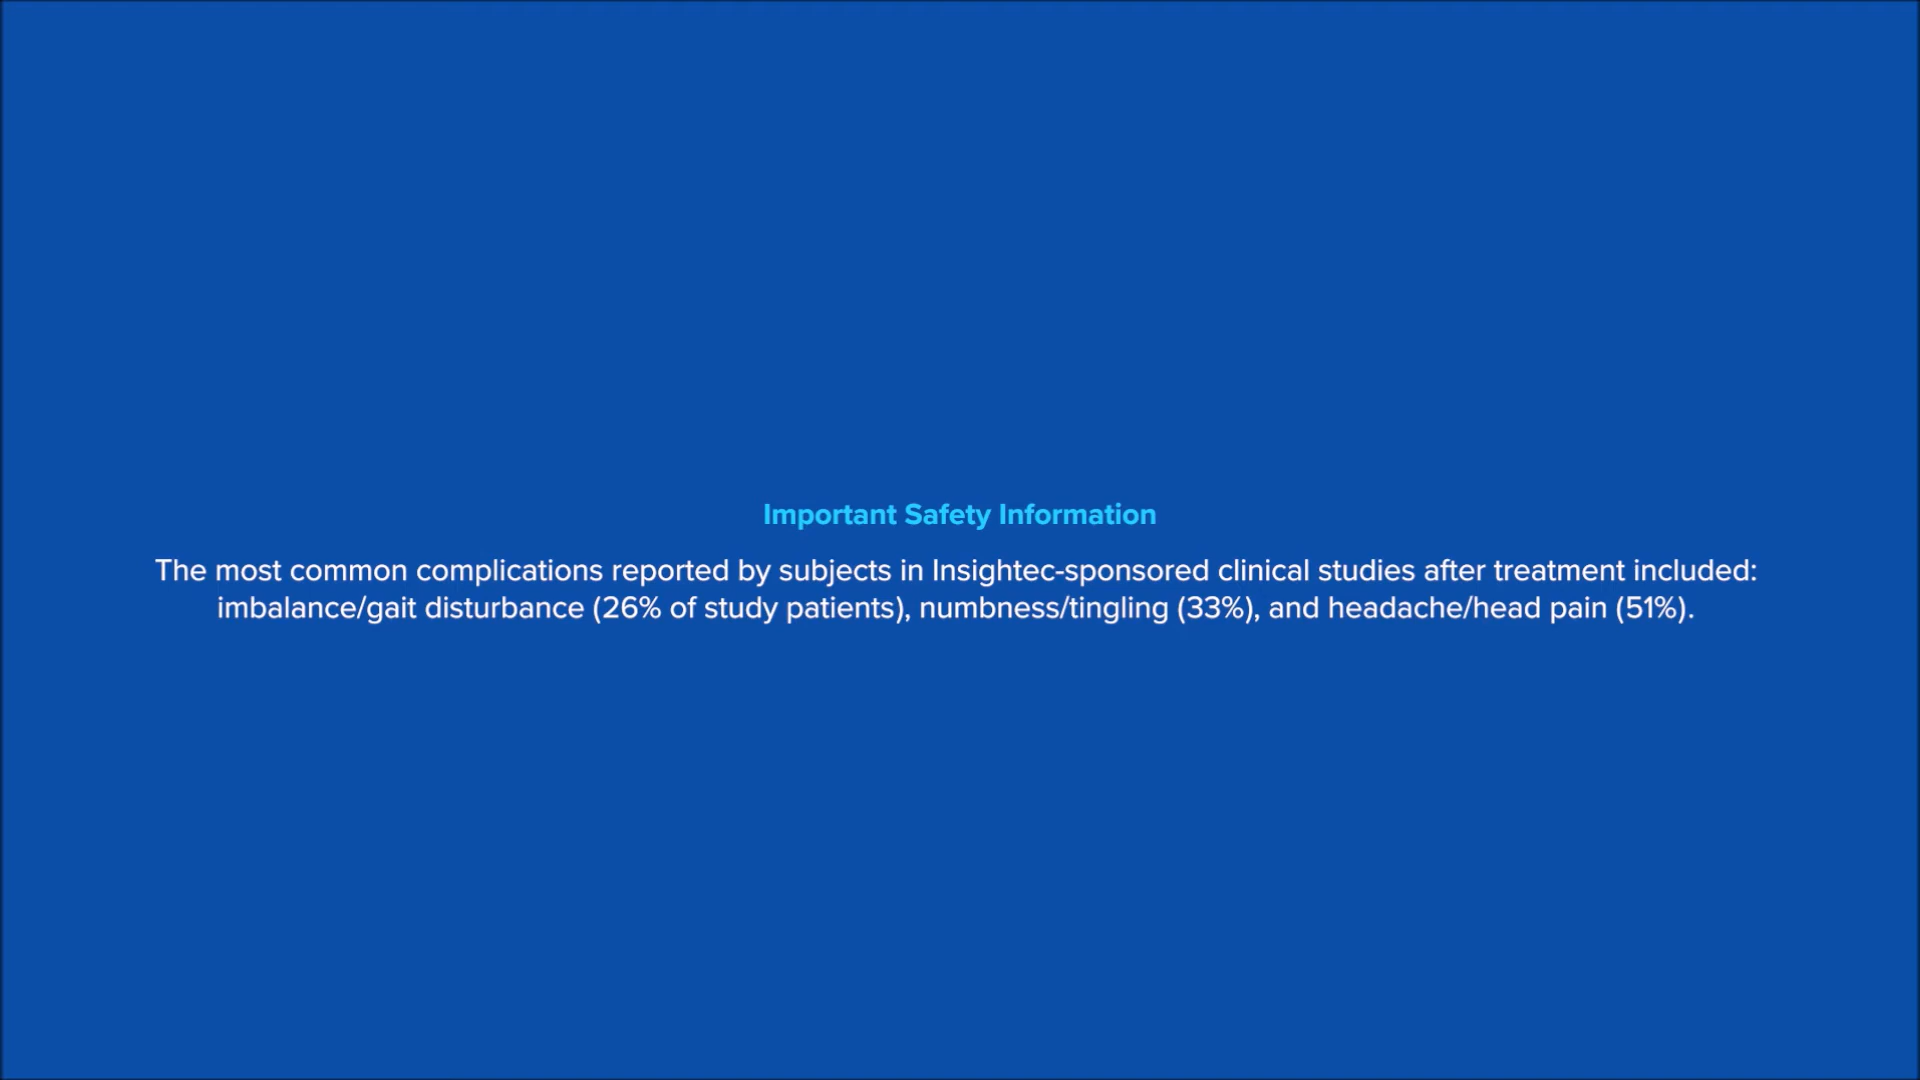 Important Safety Information
The most common complications reported by subjects in Insightec-sponsored clinical studies after treatment included:
imbalance/gait disturbance (26% of study patients), numbness/tingling (33%), and headache/head pain (51%).